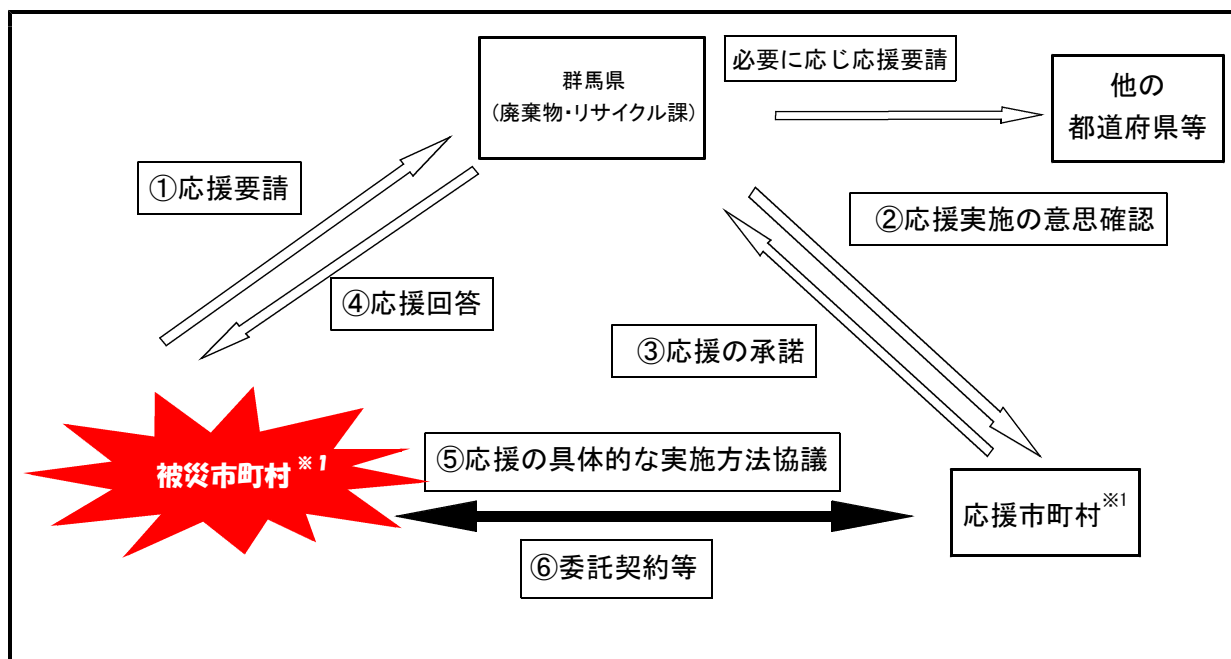 必要に応じ応援要請
群馬県
(廃棄物・リサイクル課)
他の
都道府県等
①応援要請
②応援実施の意思確認
④応援回答
③応援の承諾
被災市町村※1
⑤応援の具体的な実施方法協議
応援市町村※1
⑥委託契約等